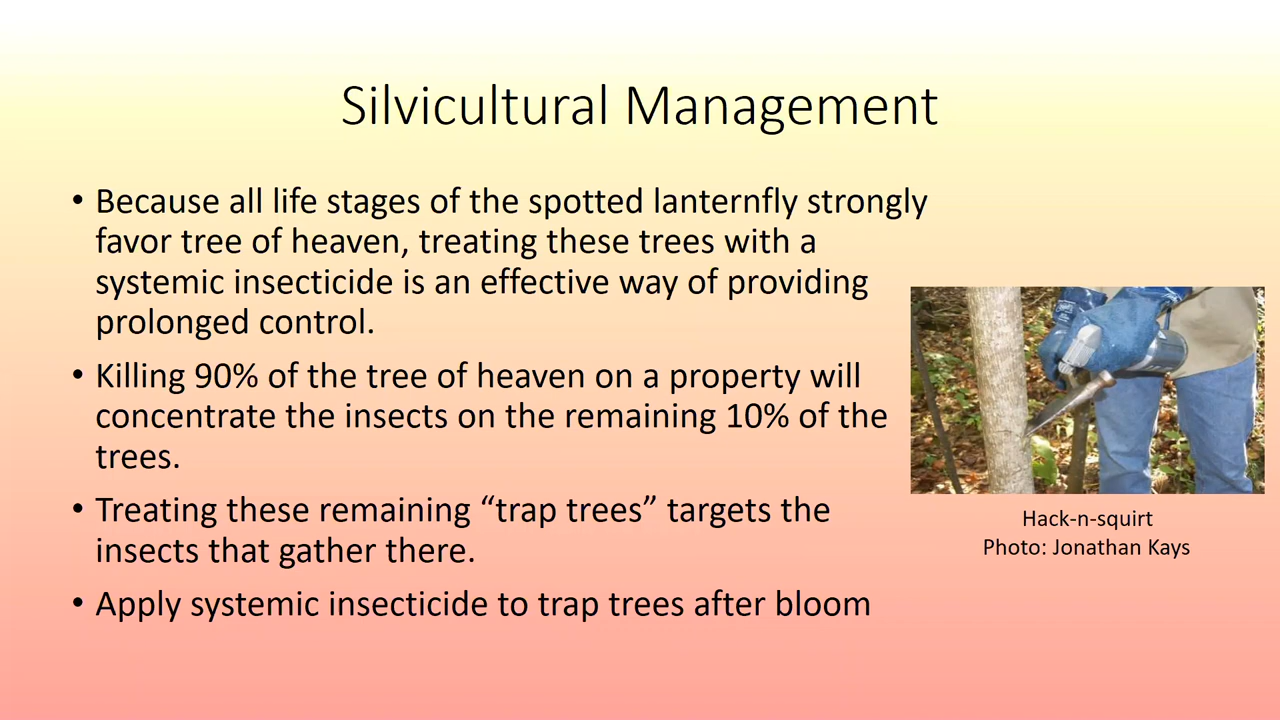 Silvicultural Management
• Because all life stages of the spotted lanternfly strongly
favor tree of heaven, treating these trees with a
systemic insecticide is an effective way of providing
prolonged control.
• Killing 90% of the tree of heaven on a property will
concentrate the insects on the remaining 10% of the
trees.
• Treating these remaining “trap trees” targets the
insects that gather there.
• Apply systemic insecticide to trap trees after bloom
Hack-n-squirt
Photo: Jonathan Kays